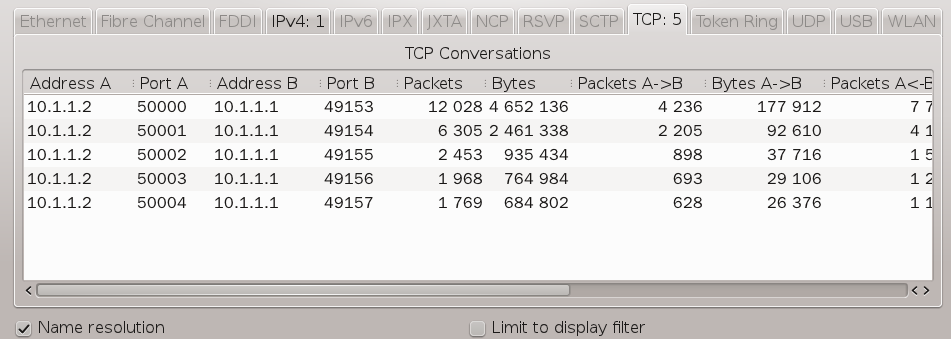 Ethernet Fibre Channel FDDI IPv4: 1 IPv6 IPX JXTA NCP RSVP SCTP TCP: 5 Token Ring UDP USB WLAN
TCP Conversations
Address A Port A Address B Port B Packets Bytes Packets A->B Bytes A->B Packets A<-B
10.1.1.2 50000 10.1.1.1 49153 12 028 4 652 136 4 236 177 912 7 7
10.1.1.2 50001 10.1.1.1 49154 6 305 2 461 338 2 205 92 610 4 1
10.1.1.2 50002 10.1.1.1 49155 2 453 935 434 898 37 716 1 5
10.1.1.2 50003 10.1.1.1 49156 1 968 764 984 693 29 106 1 2
10.1.1.2 50004 10.1.1.1 49157 1 769 684 802 628 26 376 1 1
Name resolution Limit to display filter